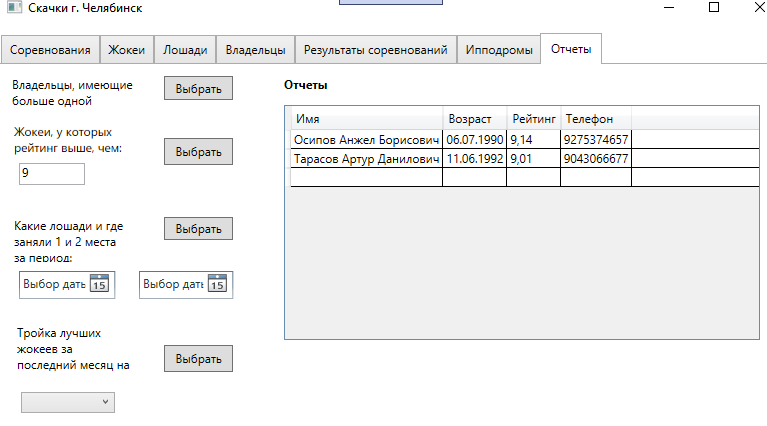 Скачки г. Челябинск
Соревнования Жокеи Лошади Владельцы Результаты соревнований Ипподромы Отчеты
Владельцы, имеющие
больше одной
Выбрать
Жокеи, у которых
рейтинг выше, чем:
Выбрать
9
Какие лошади и где
заняли 1 и 2 места
за период:
Выбрать
Выбор даты 15 Выбор даты 15
Тройка лучших
жокеев за
последний месяц на
Выбрать
Отчеты
Имя Возраст Рейтинг Телефон
Осипов Анжел Борисович 06.07.1990 9,14 9275374657
Тарасов Артур Данилович 11.06.1992 9,01 9043066677